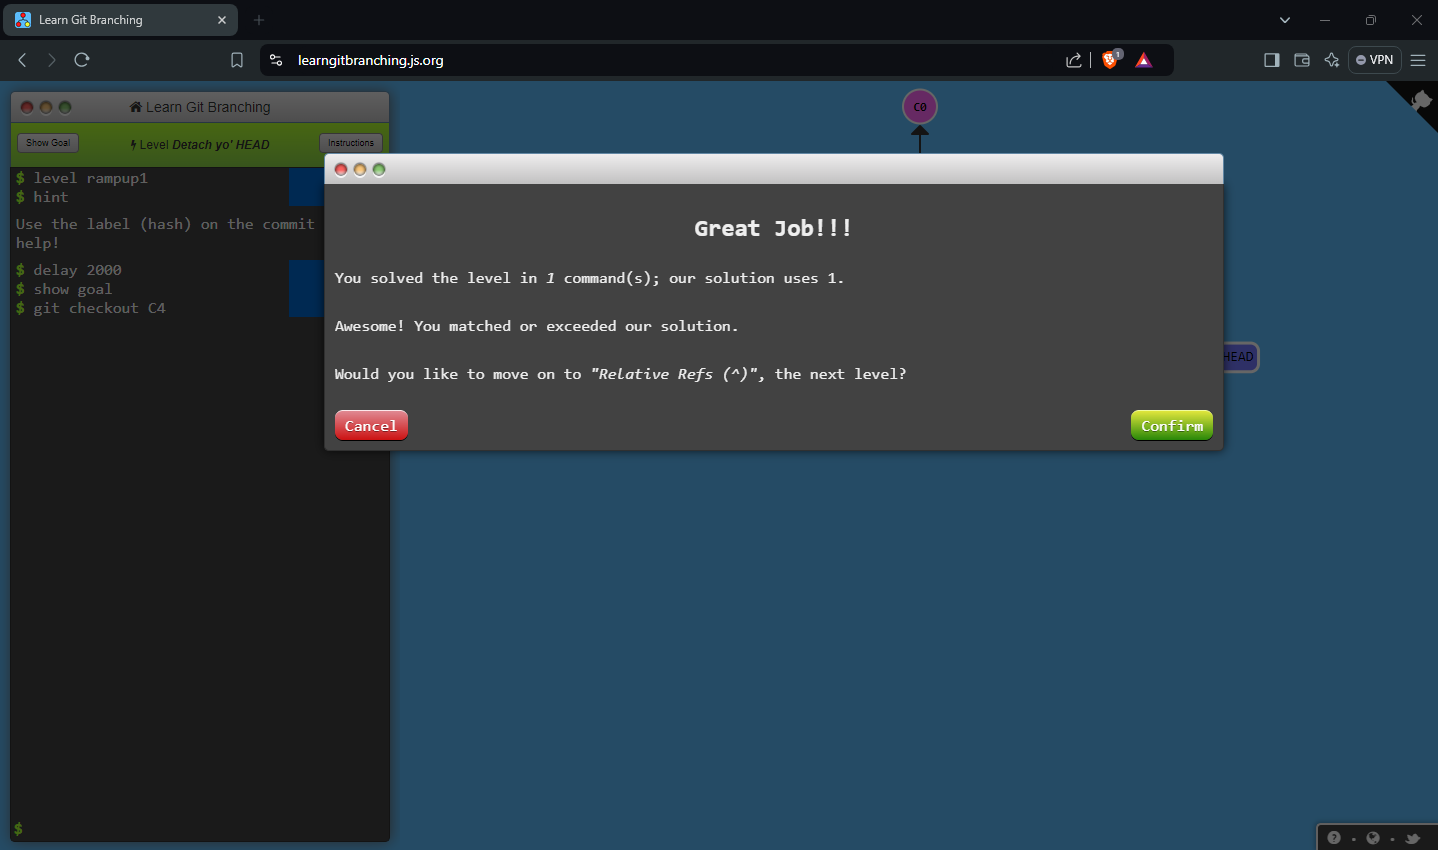 Learn Git Branching
learngitbranching.js.org
1
VPN
Learn Git Branching
Show Goal
Level Detach yo' HEAD
Instructions
$ level rampup1
$ hint
Use the label (hash) on the commit
help!
$ delay 2000
$ show goal
$ git checkout C4
$
C0
HEAD
Great Job!!!
You solved the level in 1 command(s); our solution uses 1.
Awesome! You matched or exceeded our solution.
Would you like to move on to "Relative Refs (^)", the next level?
Cancel
Confirm
?